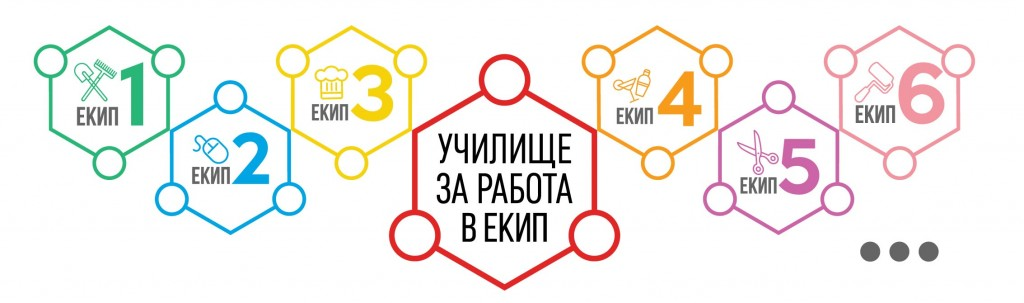 ЕКИП 1
ЕКИП 2
ЕКИП 3
УЧИЛИЩЕ
ЗА РАБОТА
В ЕКИП
ЕКИП 4
ЕКИП 5
ЕКИП 6